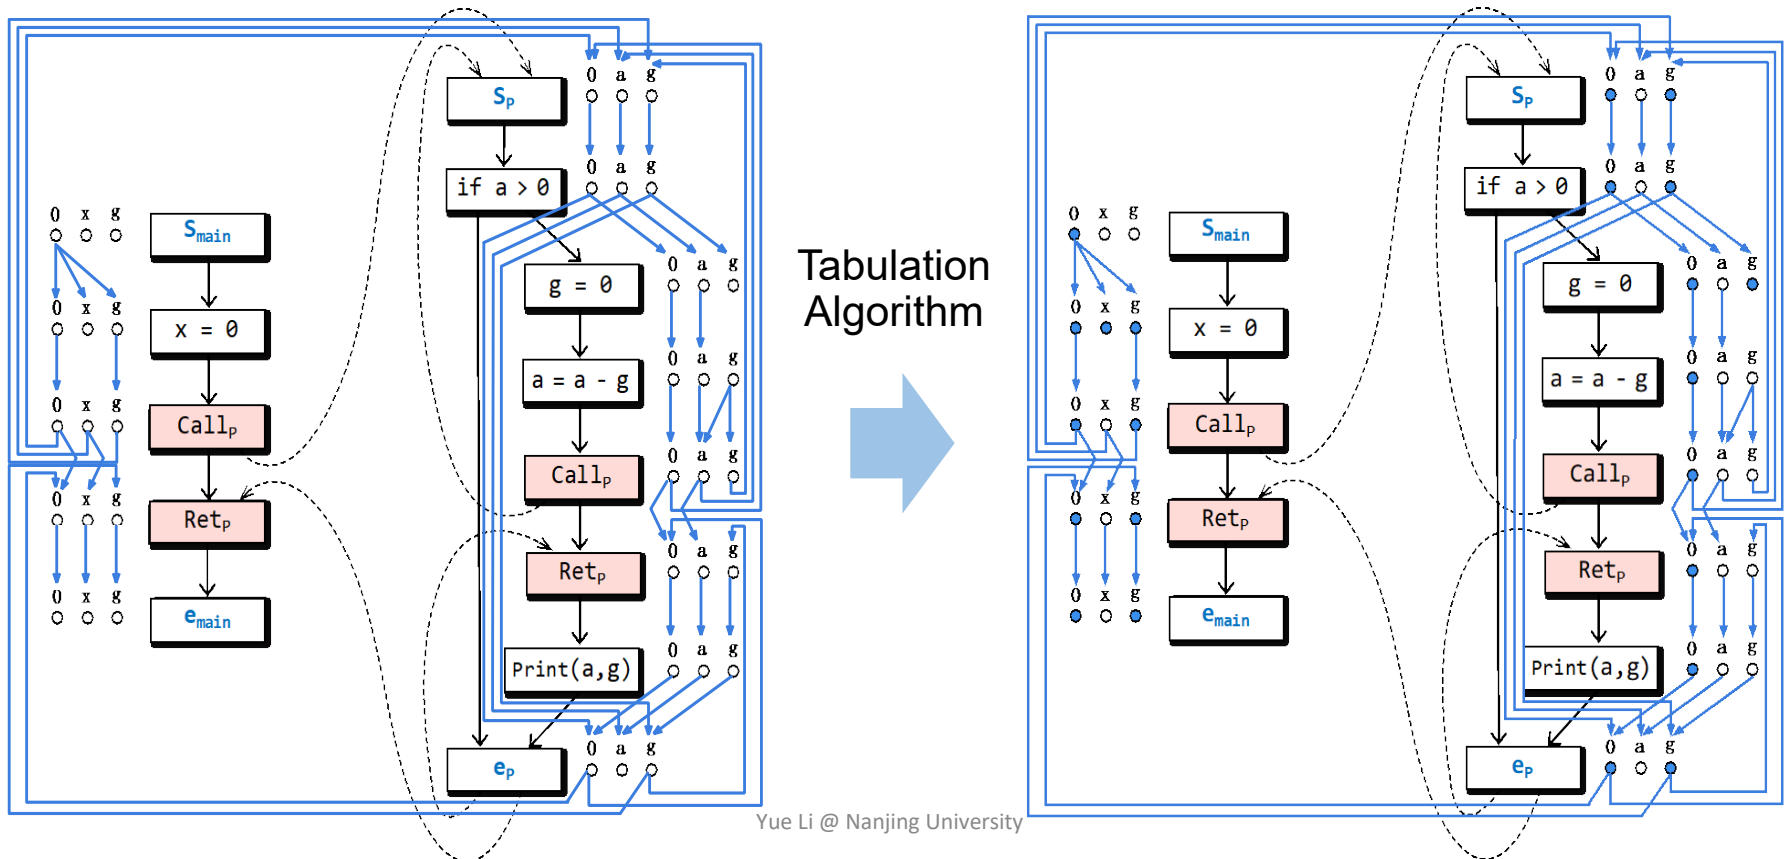 0 a g
S_P
0 a g
if a > 0
0 x g
S_main
0 a g
g = 0
0 x g
x = 0
0 a g
a = a - g
0 x g
Call_P
0 a g
Call_P
0 x g
Ret_P
0 a g
Ret_P
0 x g
e_main
0 a g
Print(a,g)
0 a g
e_P
Tabulation
Algorithm
0 a g
S_P
0 a g
if a > 0
0 x g
S_main
0 a g
g = 0
0 x g
x = 0
0 a g
a = a - g
0 x g
Call_P
0 a g
Call_P
0 x g
Ret_P
0 a g
Ret_P
0 x g
e_main
0 a g
Print(a,g)
0 a g
e_P
Yue Li @ Nanjing University